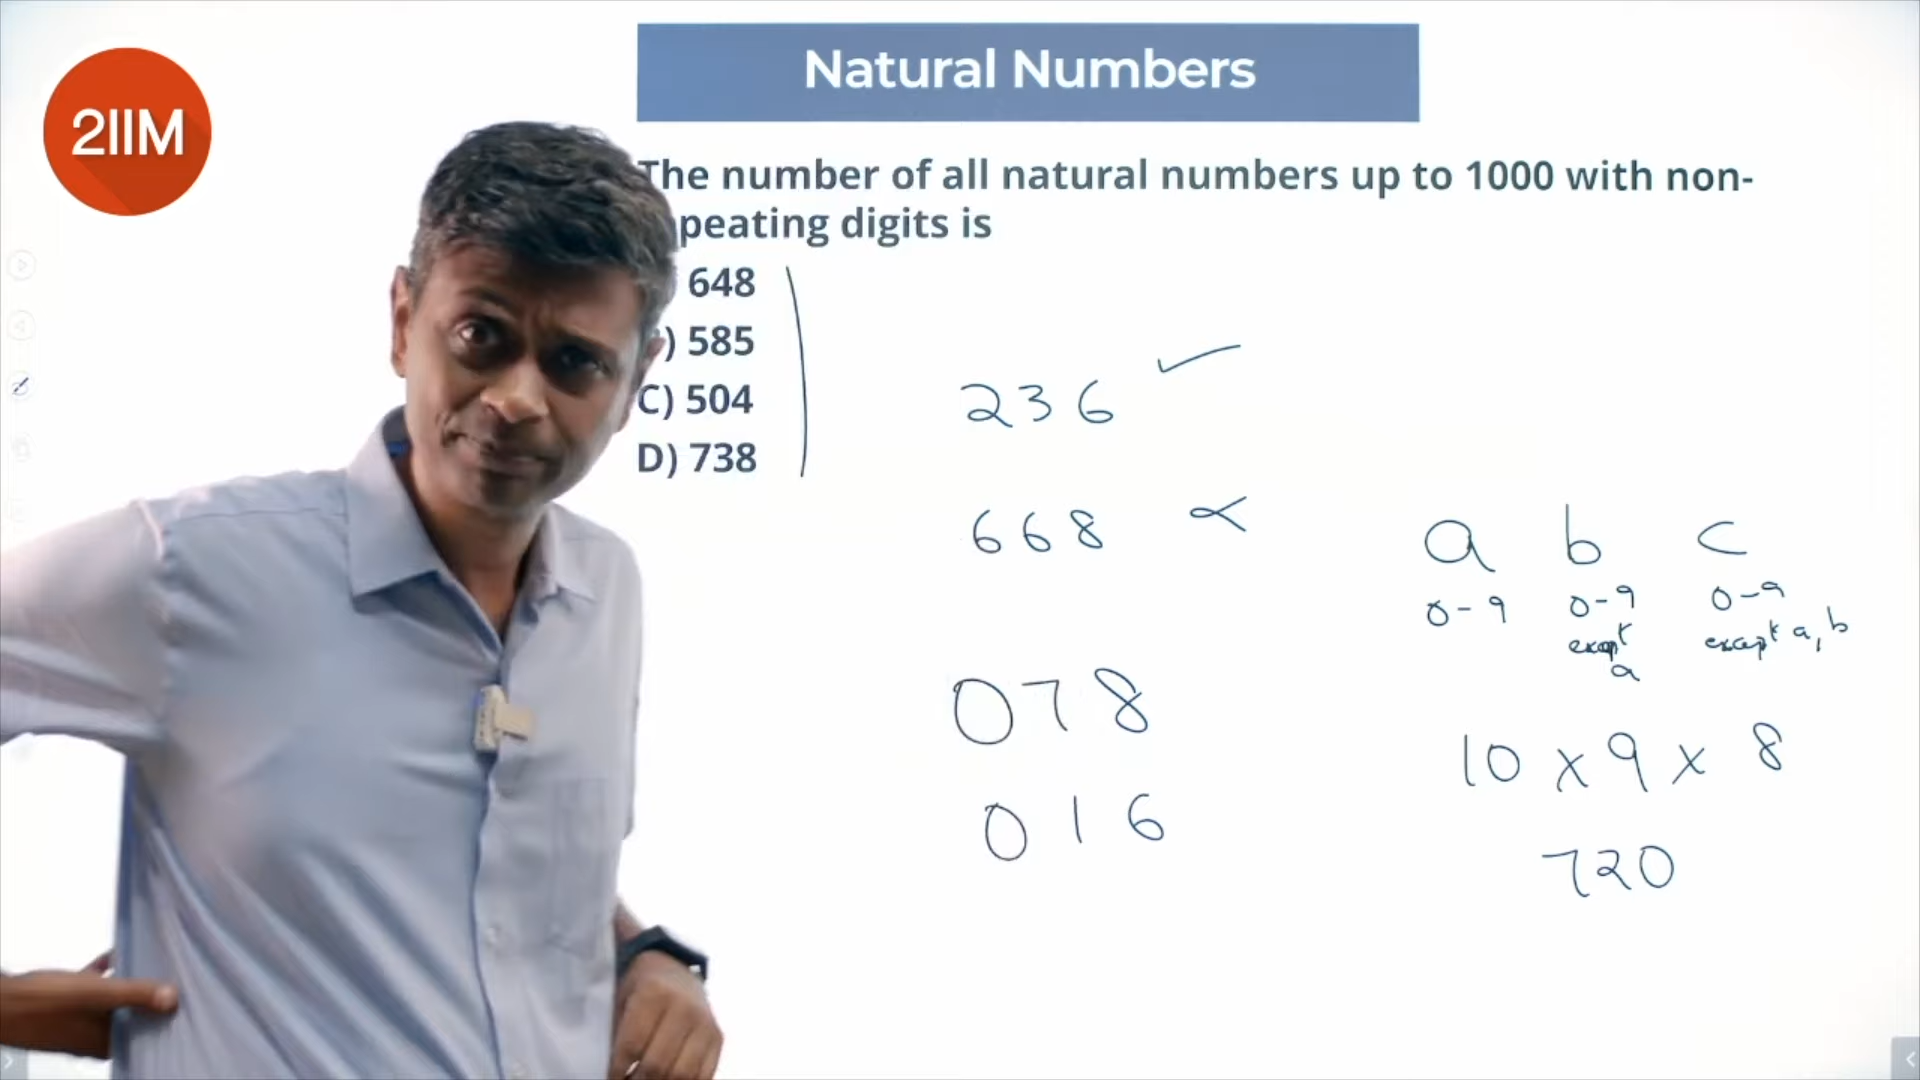 2IIM
Natural Numbers
The number of all natural numbers up to 1000 with non-
peating digits is
648
) 585
C) 504
D) 738
236
668
a b c
0-9 0-9 0-9
except a except a, b
078
10 x 9 x 8
016
720